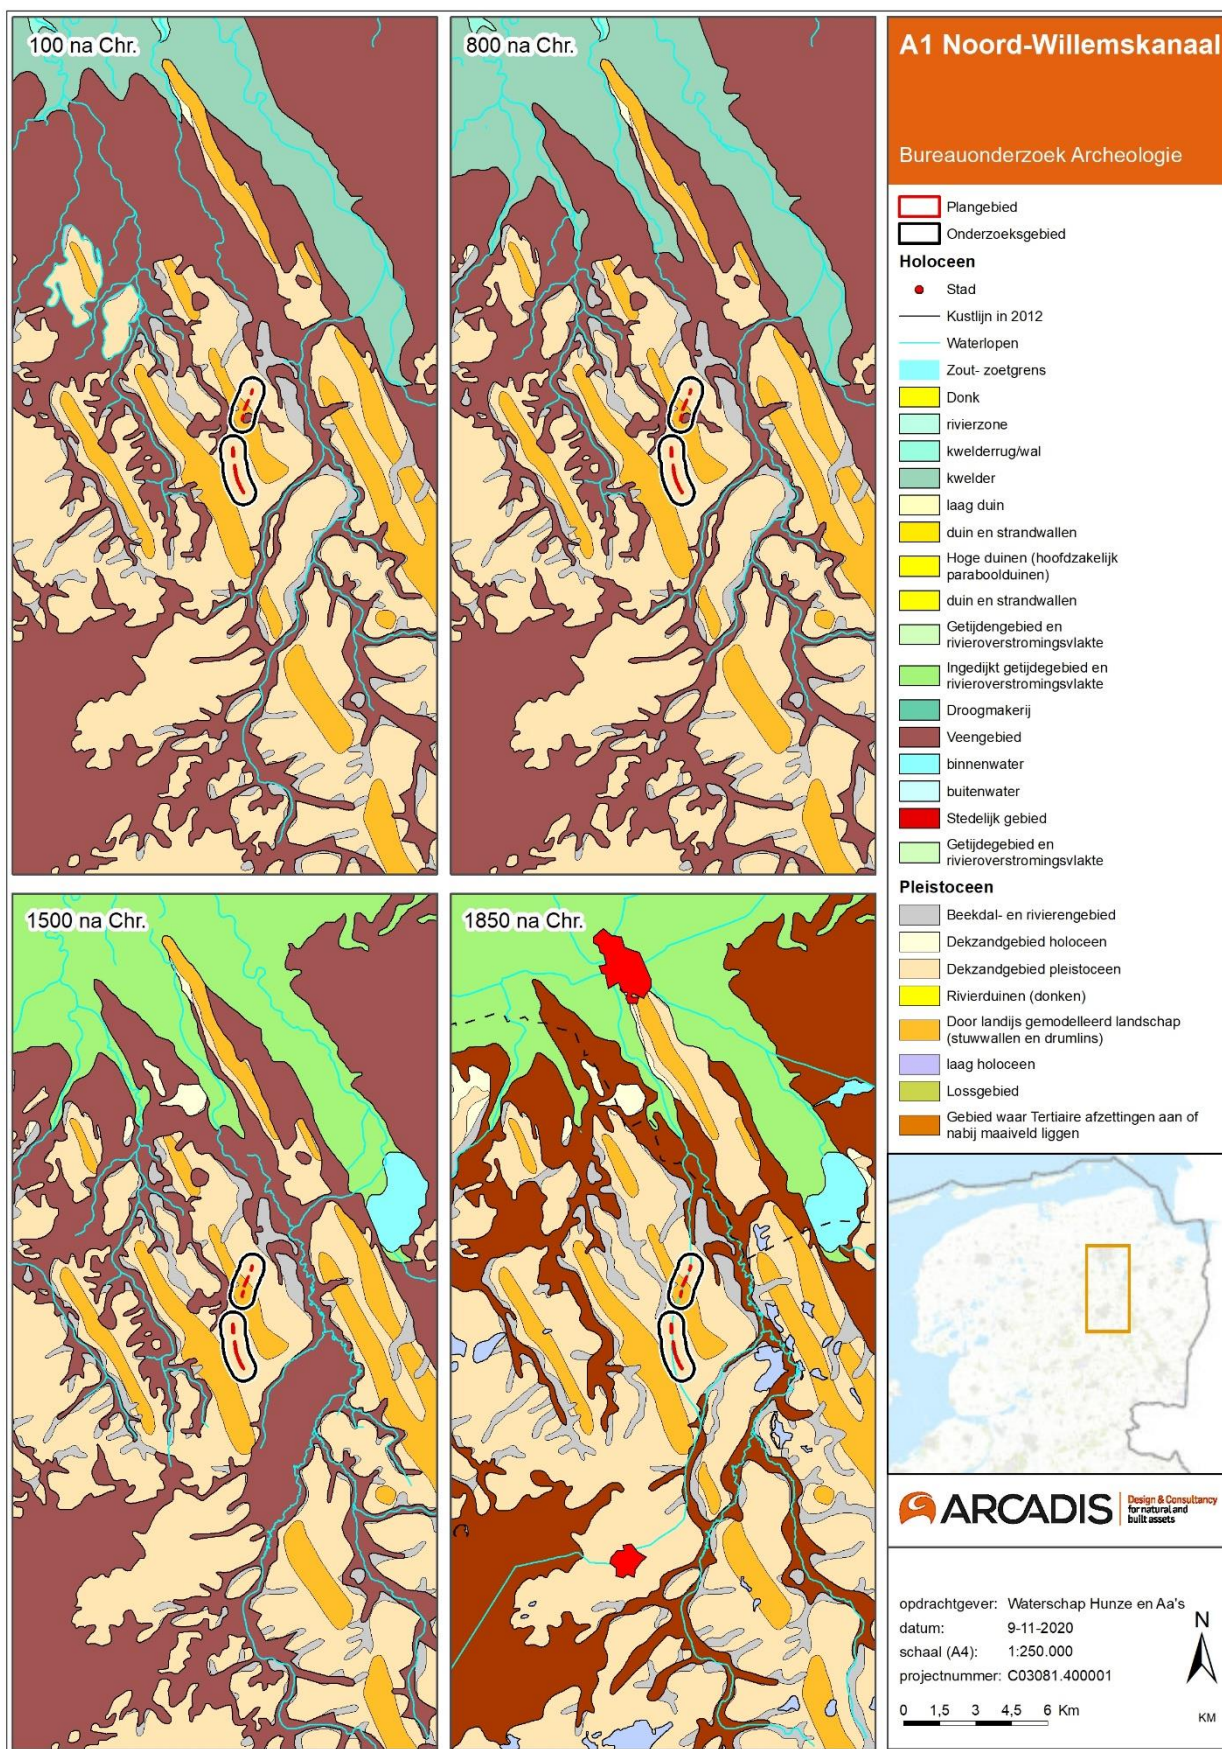 100 na Chr.
800 na Chr.
1500 na Chr.
1850 na Chr.
A1 Noord-Willemskanaal
Bureauonderzoek Archeologie
Plangebied
Onderzoeksgebied
Holoceen
Stad
Kustlijn in 2012
Waterlopen
Zout- zoetgrens
Donk
rivierzone
kwelderrug/wal
kwelder
laag duin
duin en strandwallen
Hoge duinen (hoofdzakelijk
paraboolduinen)
duin en strandwallen
Getijdengebied en
rivieroverstromingsvlakte
Ingedijkt getijdegebied en
rivieroverstromingsvlakte
Droogmakerij
Veengebied
binnenwater
buitenwater
Stedelijk gebied
Getijdegebied en
rivieroverstromingsvlakte
Pleistoceen
Beekdal- en rivierengebied
Dekzandgebied holoceen
Dekzandgebied pleistoceen
Rivierduinen (donken)
Door landijs gemodelleerd landschap
(stuwwallen en drumlins)
laag holoceen
Lossgebied
Gebied waar Tertiaire afzettingen aan of
nabij maaiveld liggen
ARCADIS
Design & Consultancy
for natural and
built assets
opdrachtgever: Waterschap Hunze en Aa's
datum: 9-11-2020
schaal (A4): 1:250.000
projectnummer: C03081.400001
N
0 1,5 3 4,5 6 Km
KM